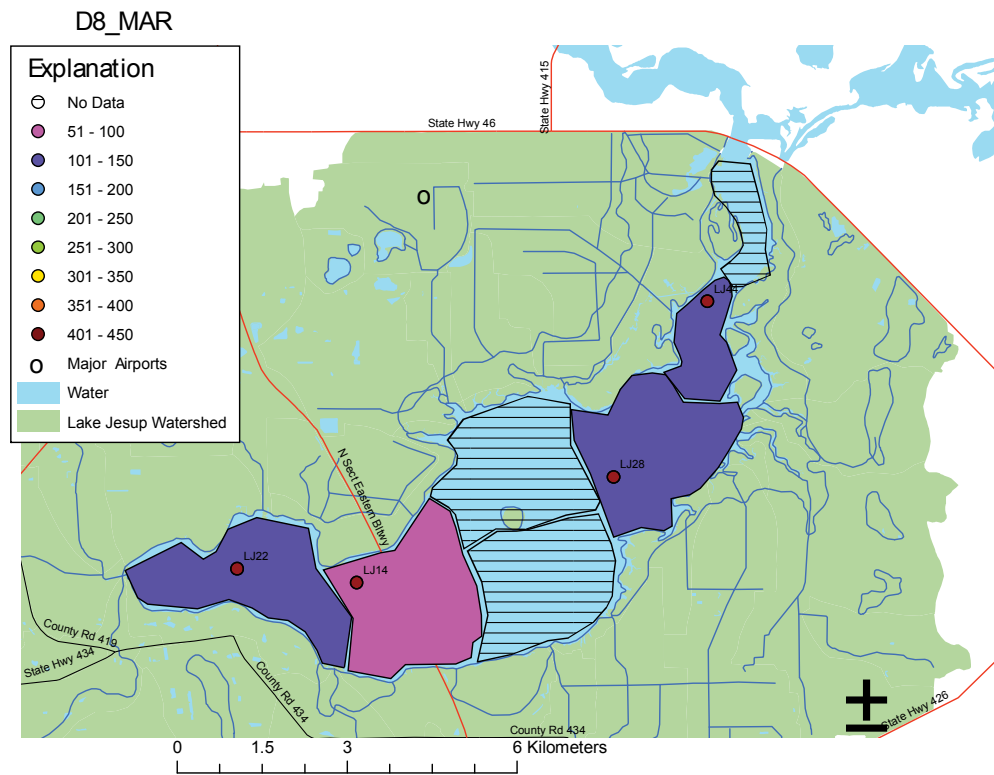 D8_MAR
Explanation
No Data
51 - 100
101 - 150
151 - 200
201 - 250
251 - 300
301 - 350
351 - 400
401 - 450
O Major Airports
Water
Lake Jesup Watershed
State Hwy 415
State Hwy 46
O
LJ44
N Sect Eastern Bltwy
LJ28
LJ22
LJ14
County Rd 419
State Hwy 434
County Rd 434
County Rd 434
State Hwy 426
0 1.5 3 6 Kilometers